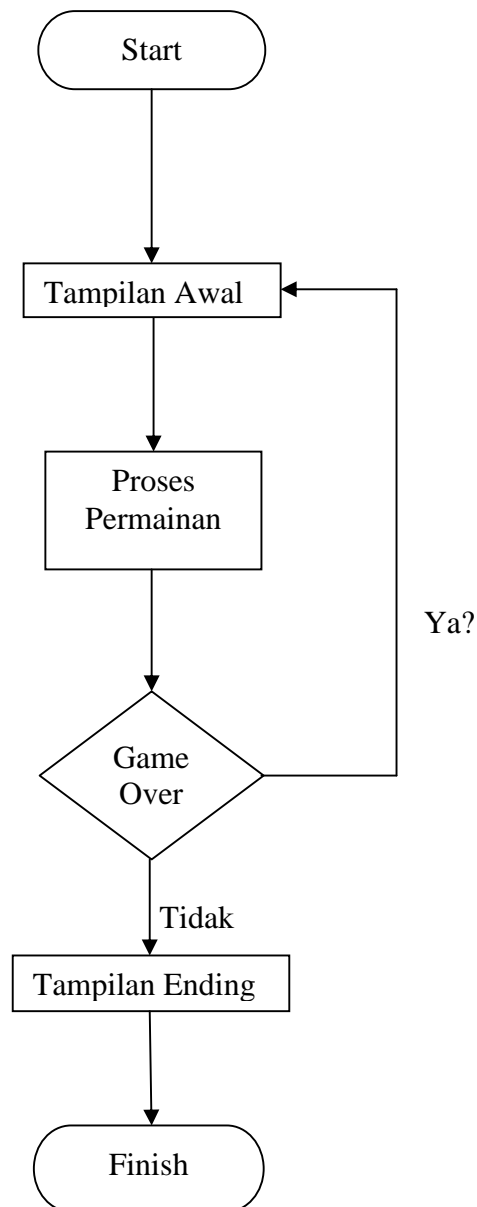 Start
Tampilan Awal
Proses
Permainan
Ya?
Game
Over
Tidak
Tampilan Ending
Finish